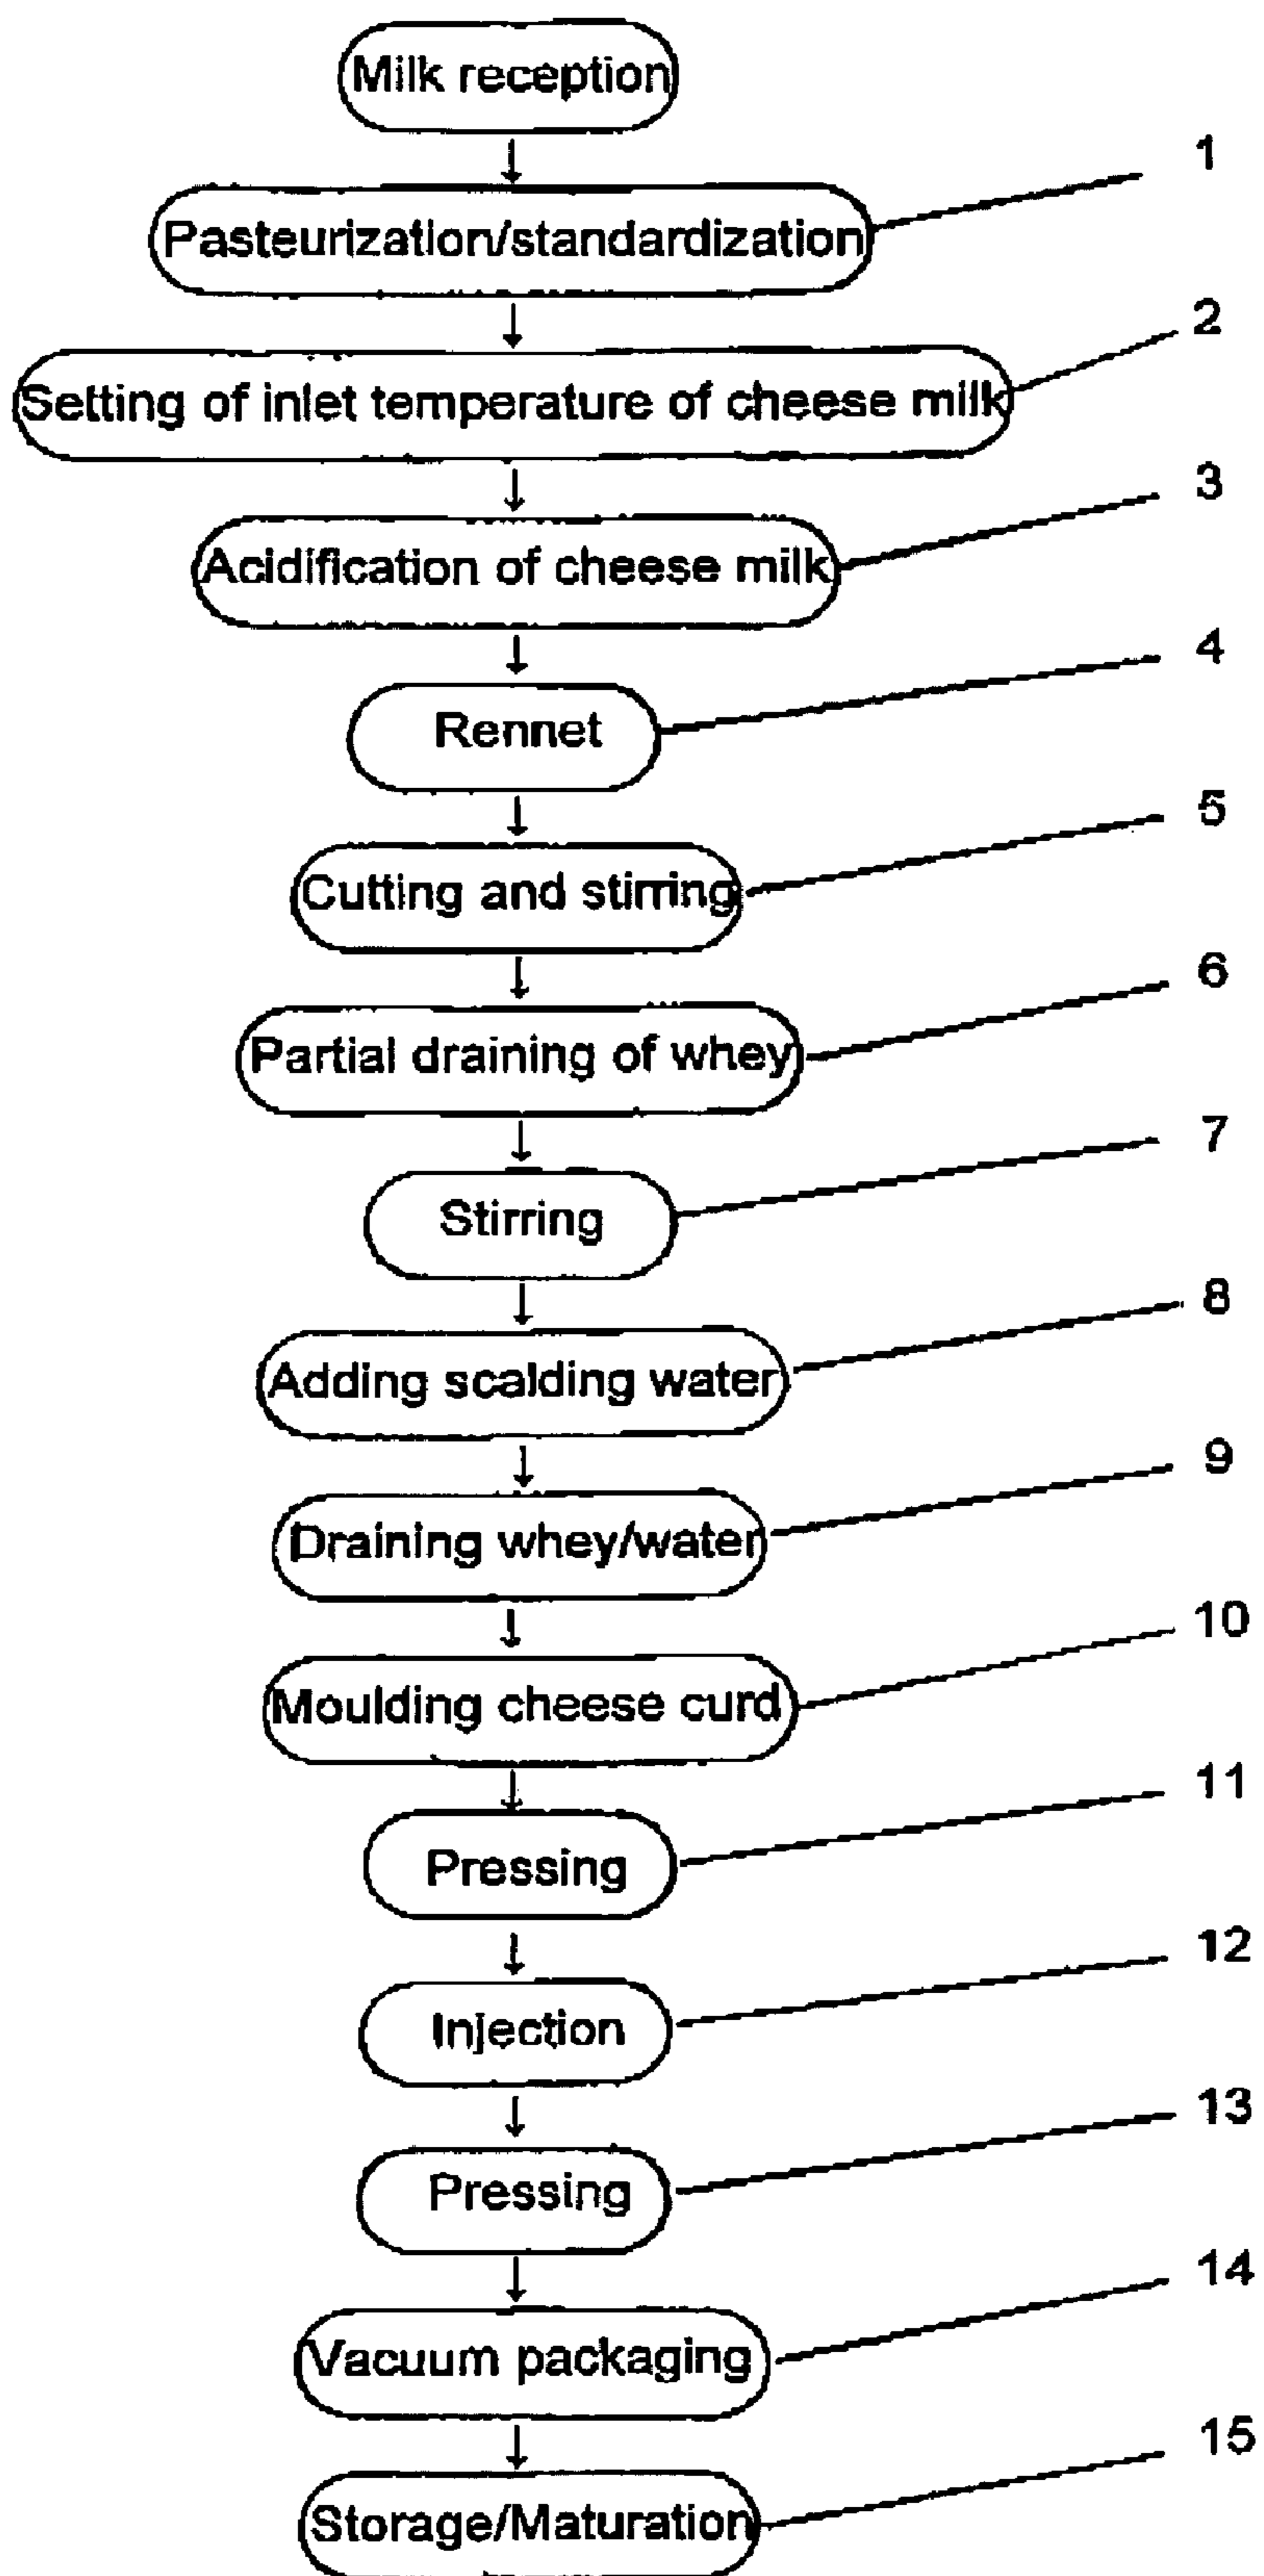 Milk reception
1
Pasteurization/standardization
2
Setting of inlet temperature of cheese milk
3
Acidification of cheese milk
4
Rennet
5
Cutting and stirring
6
Partial draining of whey
7
Stirring
8
Adding scalding water
9
Draining whey/water
10
Moulding cheese curd
11
Pressing
12
Injection
13
Pressing
14
Vacuum packaging
15
Storage/Maturation